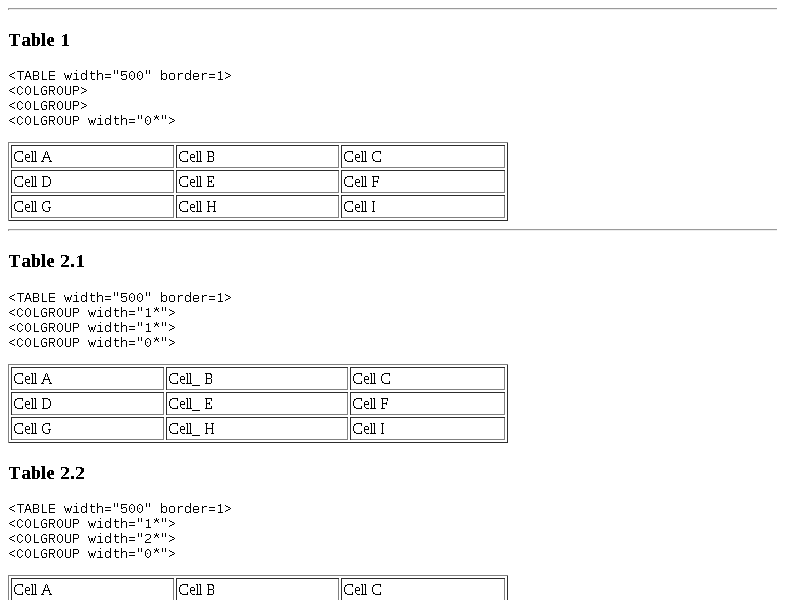 Table 1
<TABLE width="500" border=1>
<COLGROUP>
<COLGROUP>
<COLGROUP width="0*">
Cell A Cell B Cell C
Cell D Cell E Cell F
Cell G Cell H Cell I
Table 2.1
<TABLE width="500" border=1>
<COLGROUP width="1*">
<COLGROUP width="1*">
<COLGROUP width="0*">
Cell A Cell_ B Cell C
Cell D Cell_ E Cell F
Cell G Cell_ H Cell I
Table 2.2
<TABLE width="500" border=1>
<COLGROUP width="1*">
<COLGROUP width="2*">
<COLGROUP width="0*">
Cell A Cell B Cell C